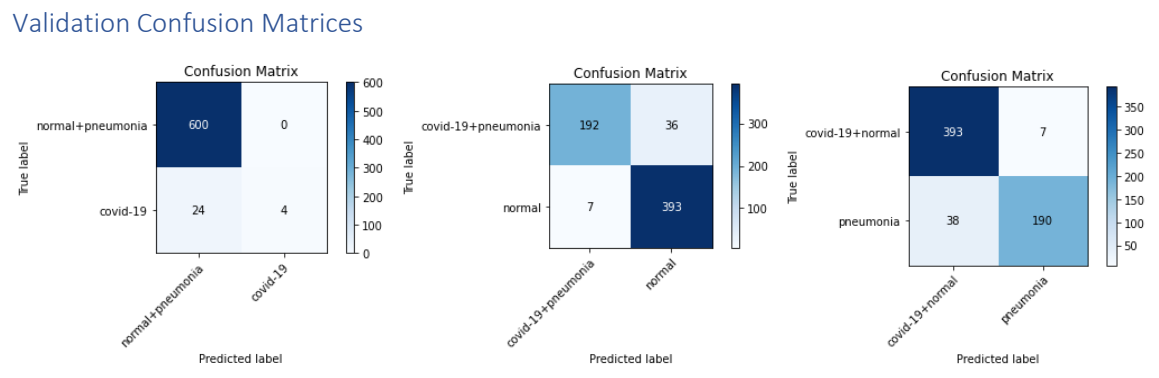 Validation Confusion Matrices
Confusion Matrix
normal+pneumonia
covid-19
True label
600
0
24
4
600
500
400
300
200
100
0
normal+pneumonia
covid-19
Predicted label
Confusion Matrix
covid-19+pneumonia
normal
True label
192
36
7
393
300
200
100
covid-19+pneumonia
normal
Predicted label
Confusion Matrix
covid-19+normal
pneumonia
True label
393
7
38
190
350
300
250
200
150
100
50
covid-19+normal
pneumonia
Predicted label